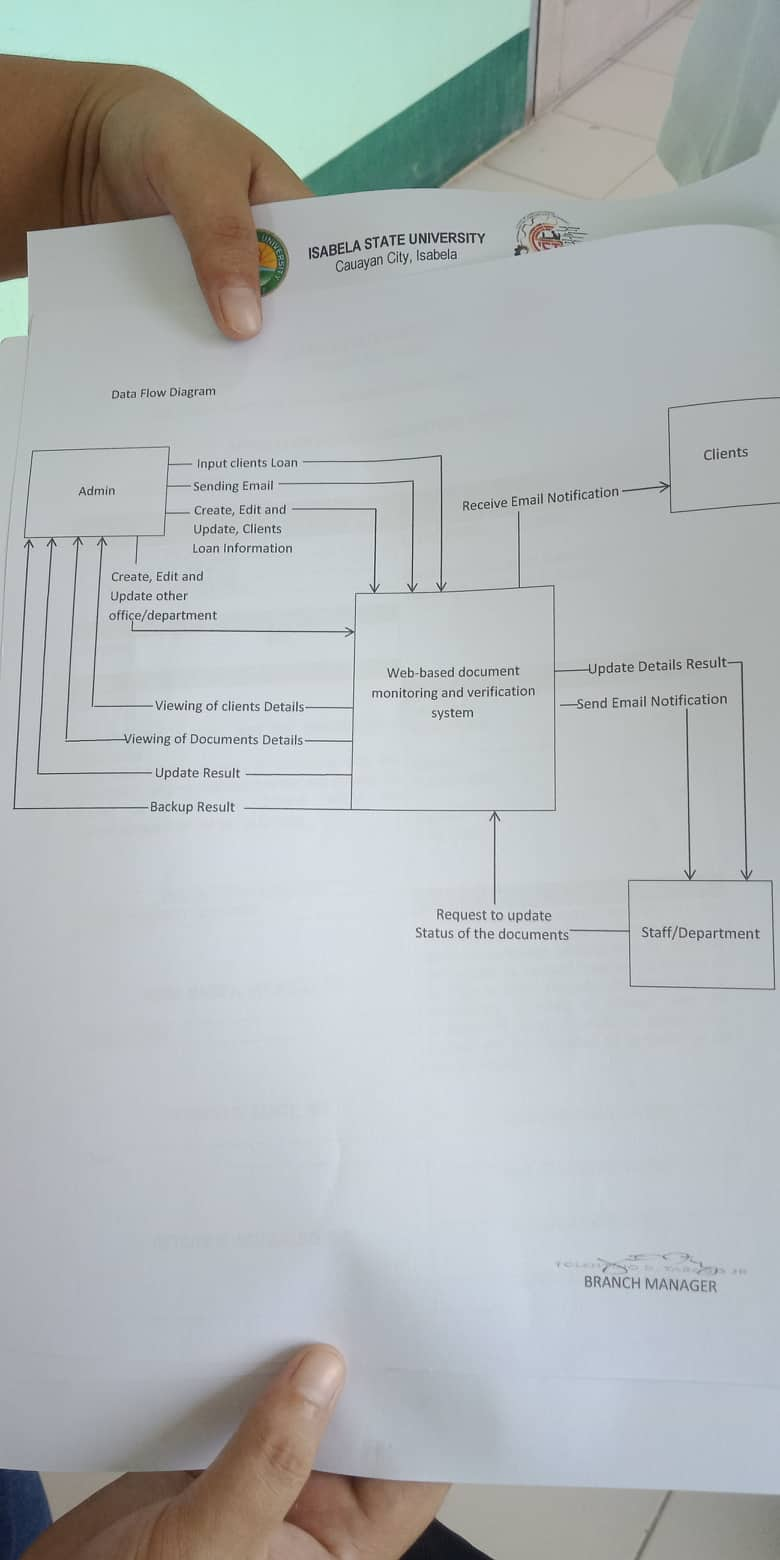 UNIVERSITY
ISABELA STATE UNIVERSITY
Cauayan City, Isabela
Data Flow Diagram
Admin
Input clients Loan
Sending Email
Create, Edit and
Update, Clients
Loan Information
Create, Edit and
Update other
office/department
Clients
Receive Email Notification
Web-based document
monitoring and verification
system
Update Details Result
Send Email Notification
Viewing of clients Details
Viewing of Documents Details
Update Result
Backup Result
Request to update
Status of the documents
Staff/Department
BRANCH MANAGER